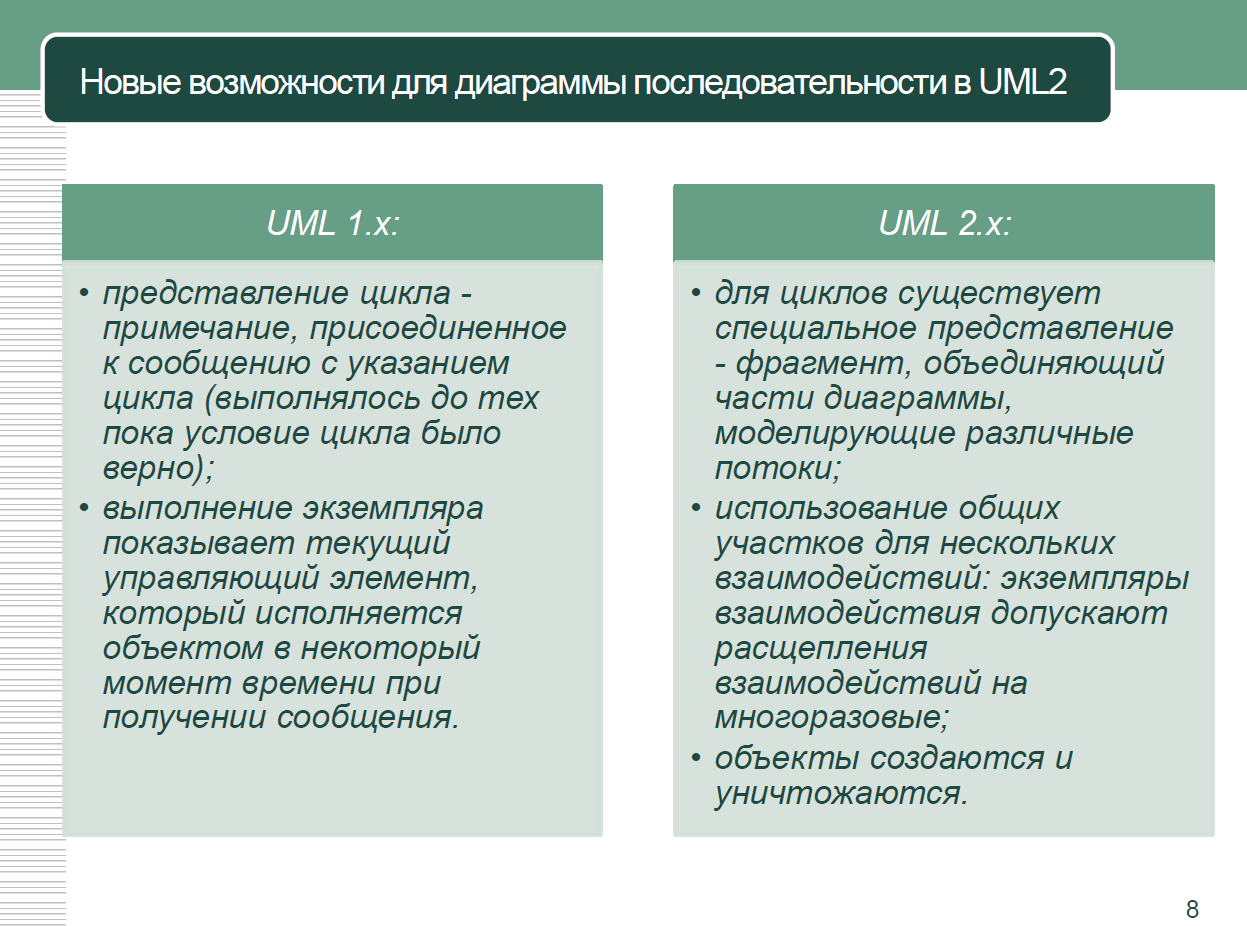 Новые возможности для диаграммы последовательности в UML2
UML 1.x:
• представление цикла -
примечание, присоединенное
к сообщению с указанием
цикла (выполнялось до тех
пока условие цикла было
верно);
• выполнение экземпляра
показывает текущий
управляющий элемент,
который исполняется
объектом в некоторый
момент времени при
получении сообщения.
UML 2.x:
• для циклов существует
специальное представление
- фрагмент, объединяющий
части диаграммы,
моделирующие различные
потоки;
• использование общих
участков для нескольких
взаимодействий: экземпляры
взаимодействия допускают
расщепления
взаимодействий на
многоразовые;
• объекты создаются и
уничтожаются.
8